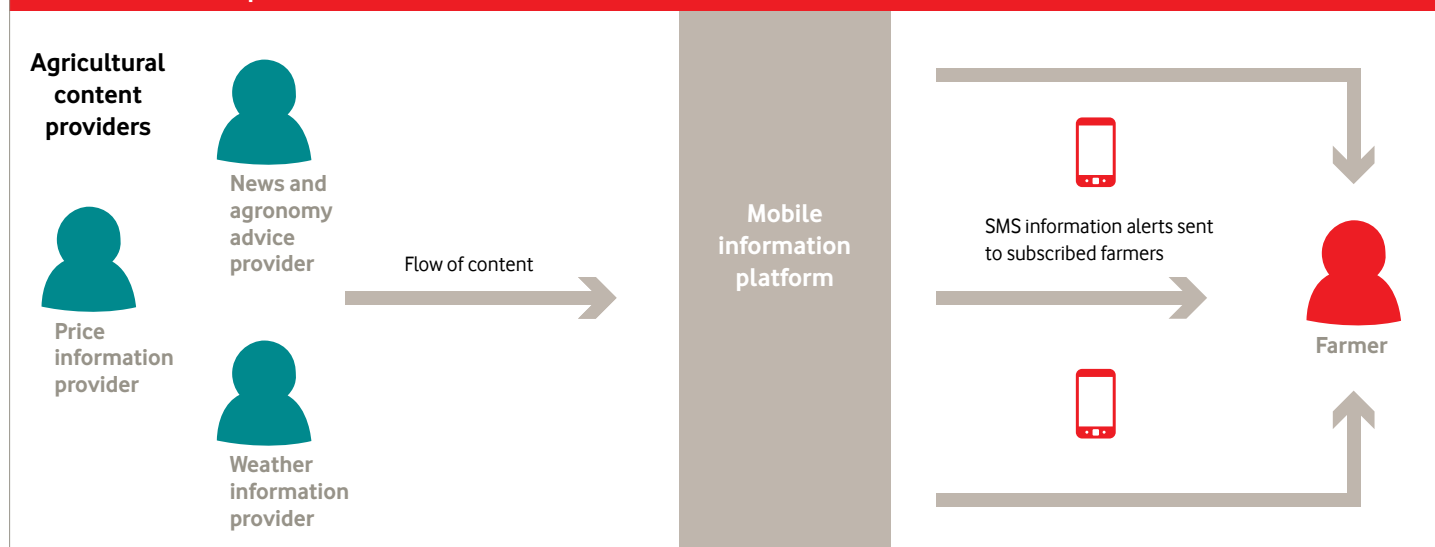 Agricultural
content
providers
News and
agronomy
advice
provider
Price
information
provider
Weather
information
provider
Flow of content
Mobile
information
platform
SMS information alerts sent
to subscribed farmers
Farmer